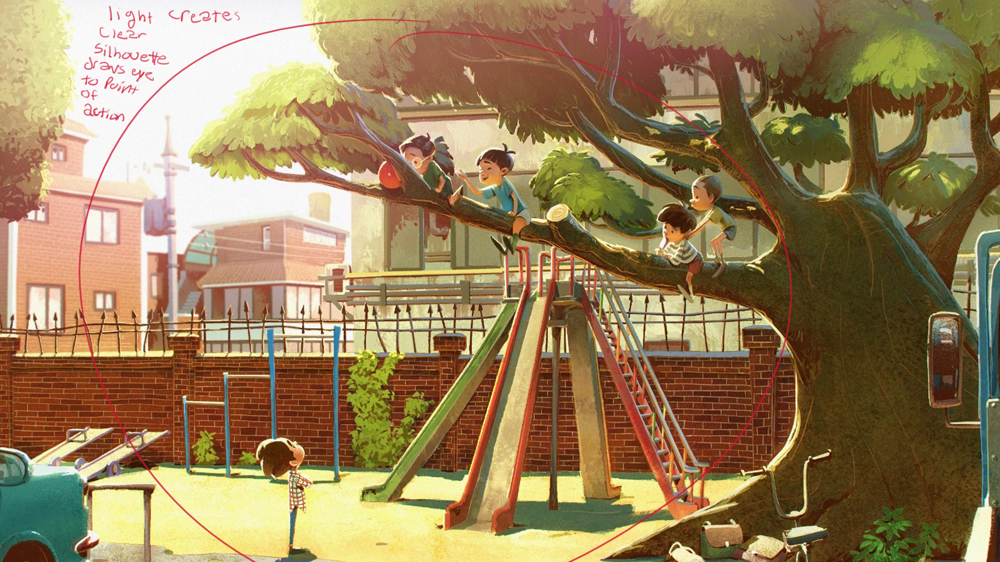 light creates
clear
silhouette
draws eye
to point
of
action